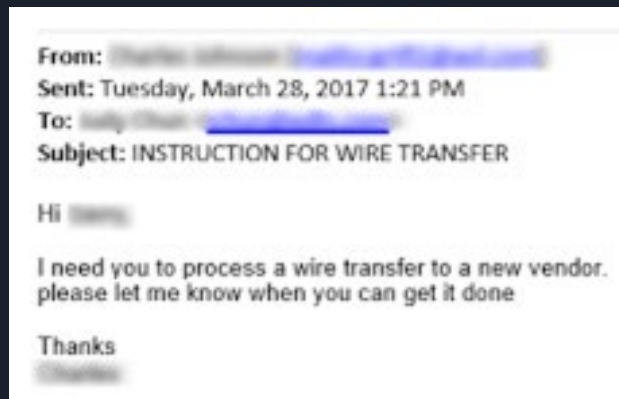 From:
Sent: Tuesday, March 28, 2017 1:21 PM
To:
Subject: INSTRUCTION FOR WIRE TRANSFER
Hi
I need you to process a wire transfer to a new vendor.
please let me know when you can get it done
Thanks